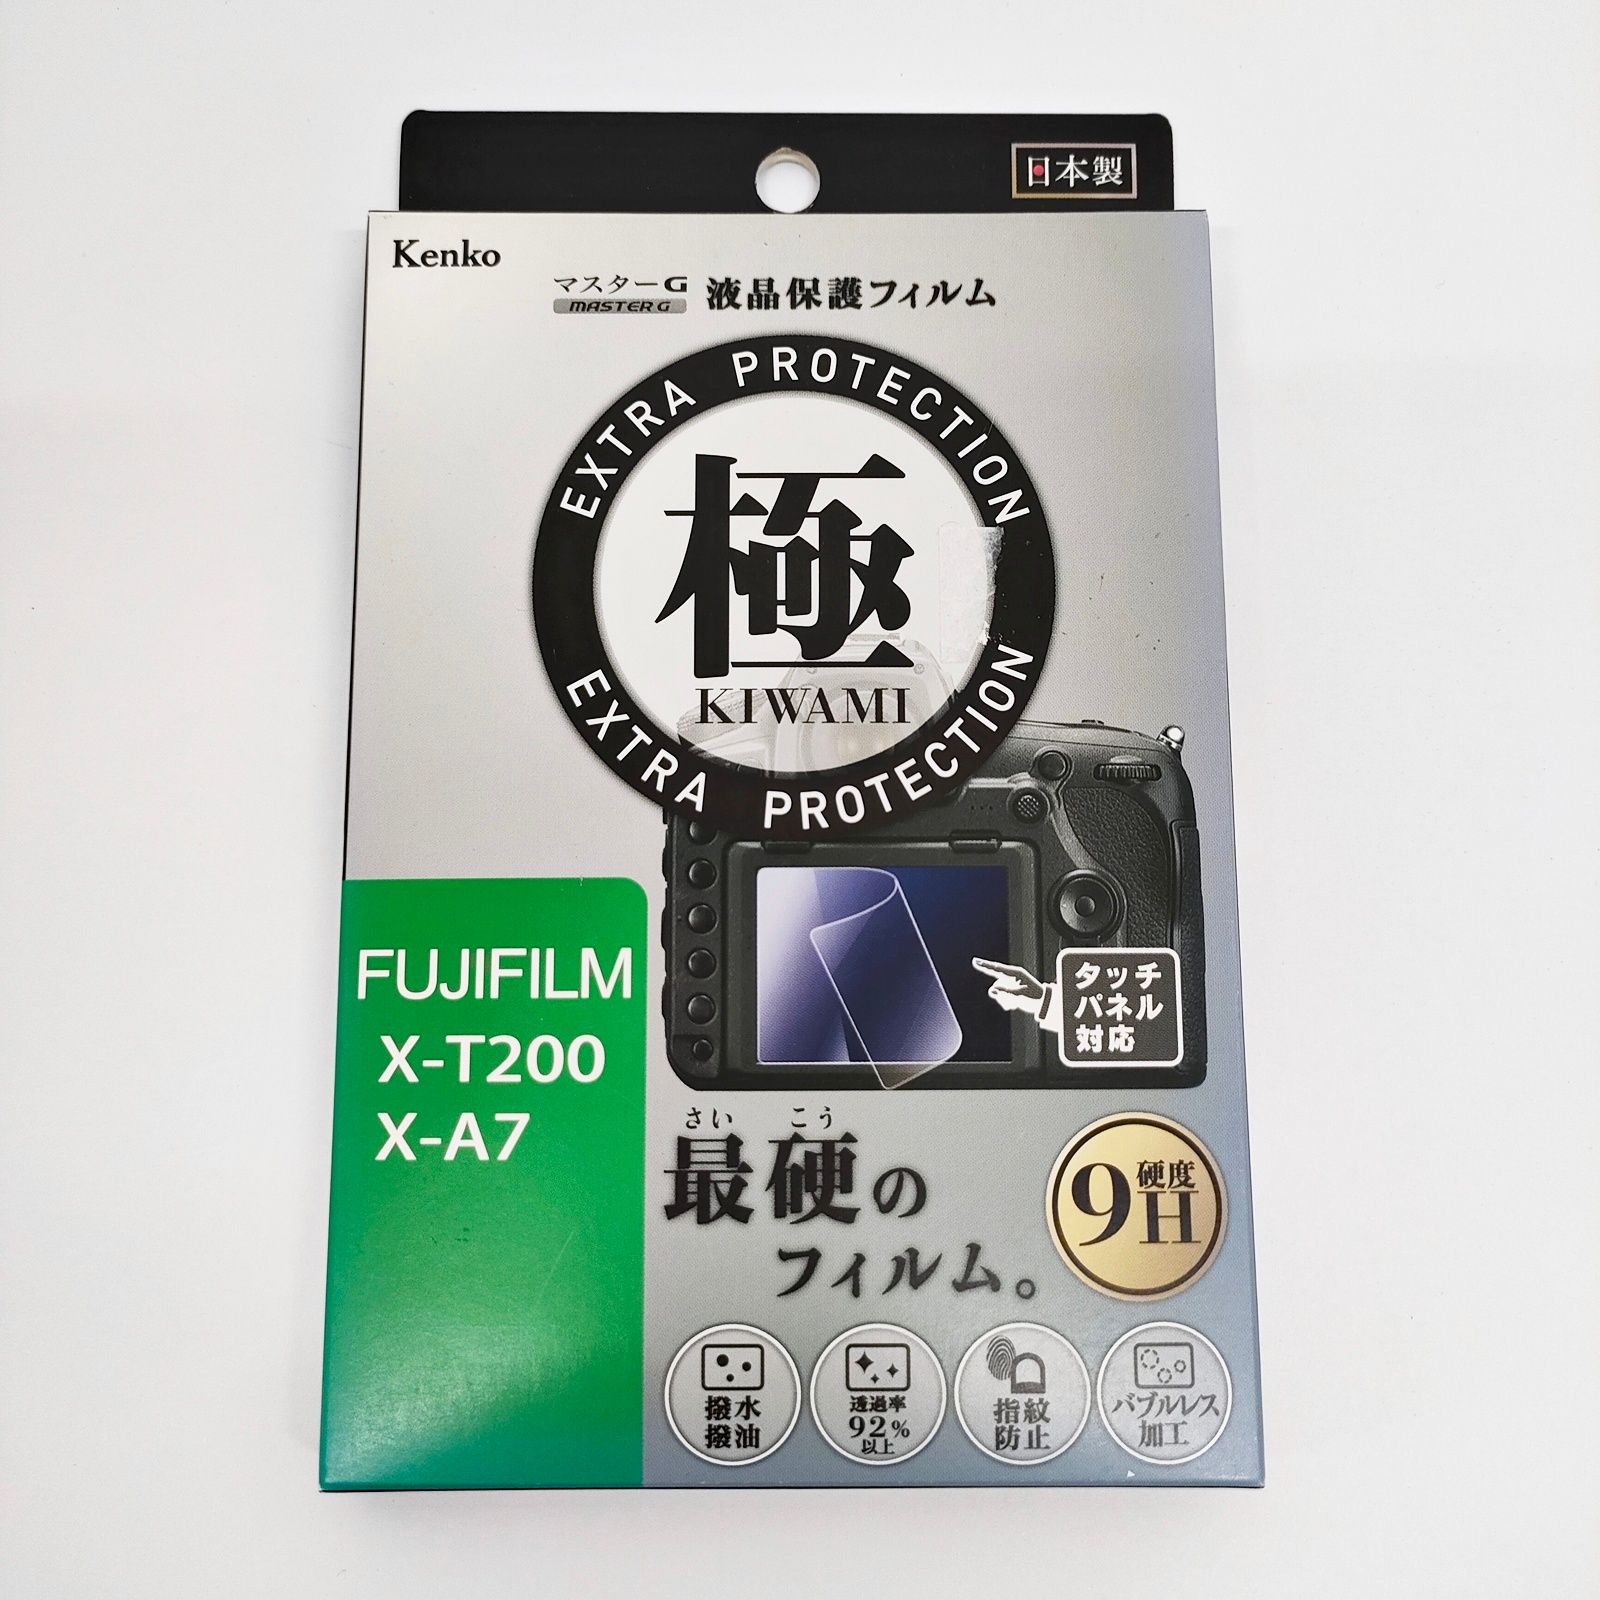 日本製
Kenko
マスターG 液晶保護フィルム
MASTER G
EXTRA PROTECTION
極
KIWAMI
EXTRA PROTECTION
タッチ
パネル
対応
FUJIFILM
X-T200
X-A7
さい こう
最硬の
フィルム。
硬度
9H
撥水
撥油
透過率
92%
以上
指紋
防止
バブルレス
加工